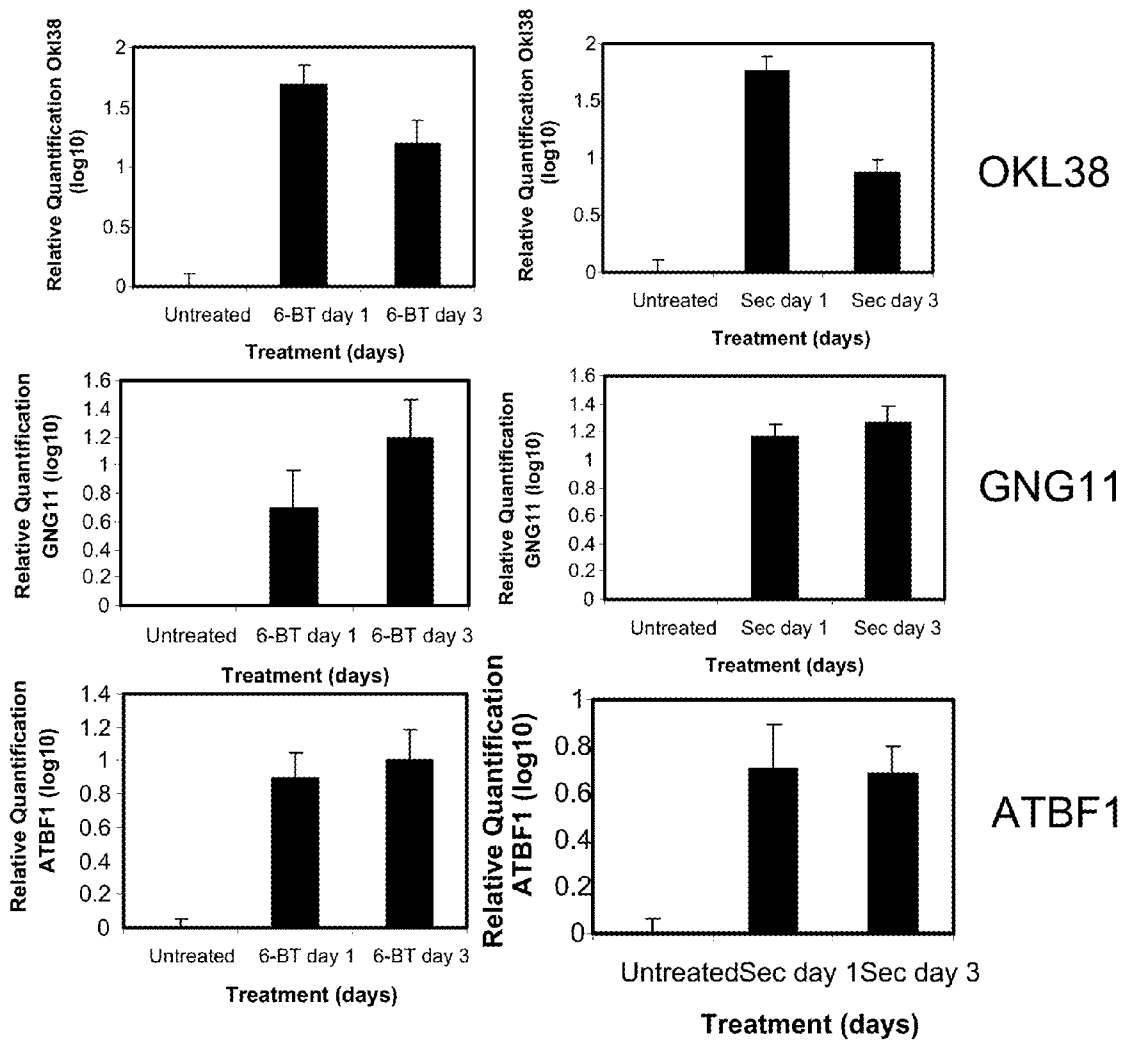 Relative Quantification Okl38
(log10)
2
1.5
1
0.5
0
Untreated 6-BT day 1 6-BT day 3
Treatment (days)
Relative Quantification Okl38
(log10)
2
1.5
1
0.5
0
Untreated Sec day 1 Sec day 3
Treatment (days)
OKL38
Relative Quantification
GNG11 (log10)
1.6
1.4
1.2
1
0.8
0.6
0.4
0.2
0
Untreated 6-BT day 1 6-BT day 3
Treatment (days)
Relative Quantification
GNG11 (log10)
1.6
1.4
1.2
1
0.8
0.6
0.4
0.2
0
Untreated Sec day 1 Sec day 3
Treatment (days)
GNG11
Relative Quantification
ATBF1 (log10)
1.4
1.2
1
0.8
0.6
0.4
0.2
0
Untreated 6-BT day 1 6-BT day 3
Treatment (days)
Relative Quantification
ATBF1 (log10)
1
0.8
0.6
0.4
0.2
0
UntreatedSec day 1Sec day 3
Treatment (days)
ATBF1